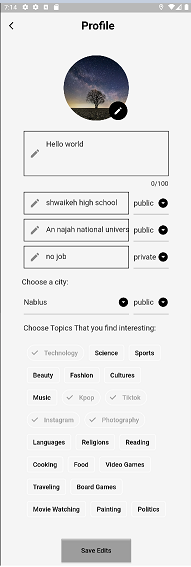 7:14
Profile
Hello world
0/100
shwaikeh high school public
An najah national univers public
no job private
Choose a city:
Nablus public
Choose Topics That you find interesting:
Technology Science Sports
Beauty Fashion Cultures
Music Kpop Tiktok
Instagram Photography
Languages Religions Reading
Cooking Food Video Games
Traveling Board Games
Movie Watching Painting Politics
Save Edits